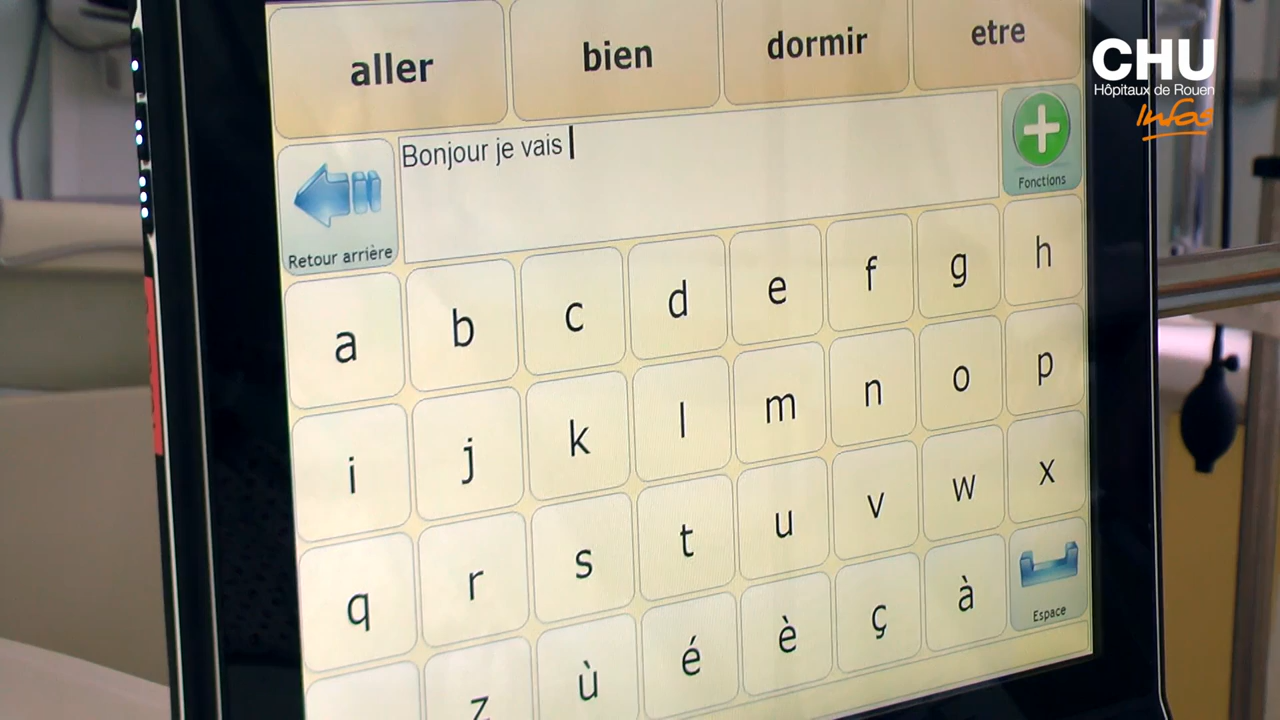 aller bien dormir etre
CHU
Hôpitaux de Rouen
Infos
Bonjour je vais
Retour arrière
Fonctions
a b c d e f g h
i j k l m n o p
q r s t u v w x
z ù é è ç à Espace